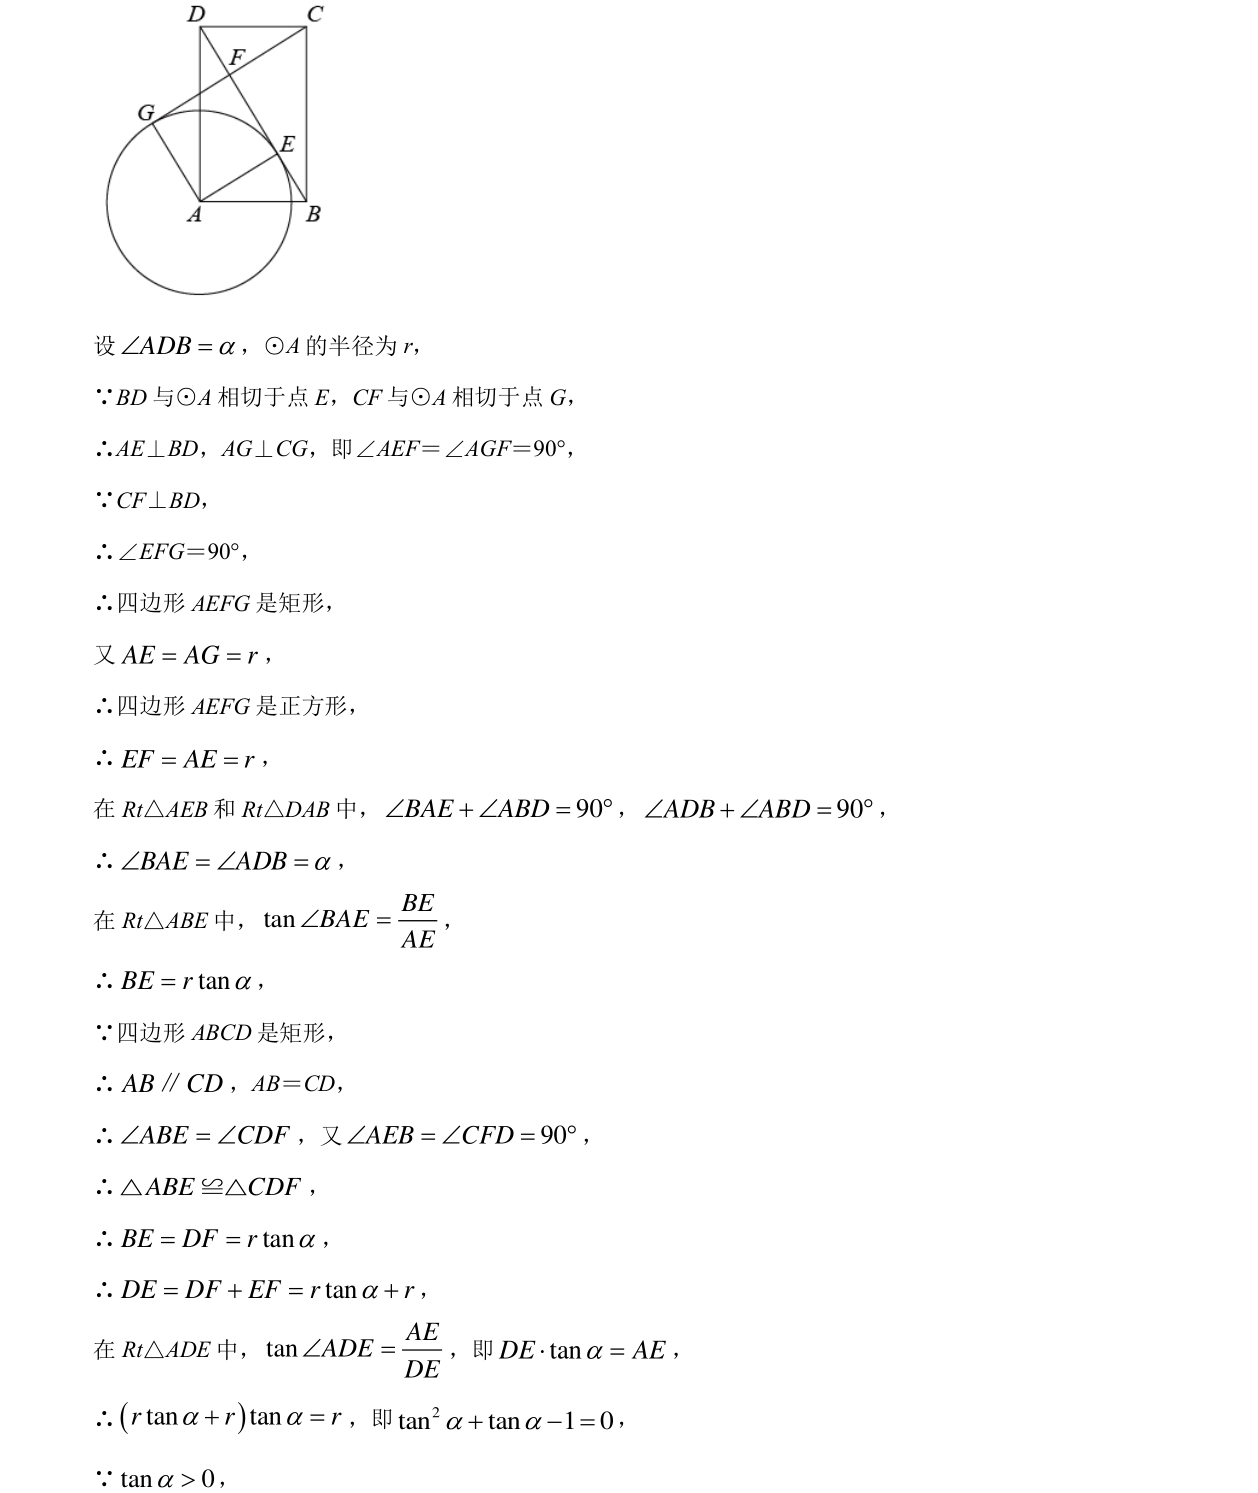 D C
F
G
E
A B
设∠ADB=α，⊙A 的半径为 r，
∵BD 与⊙A 相切于点 E，CF 与⊙A 相切于点 G，
∴AE⊥BD，AG⊥CG，即∠AEF＝∠AGF＝90°，
∵CF⊥BD，
∴∠EFG＝90°，
∴四边形 AEFG 是矩形，
又 AE = AG = r，
∴四边形 AEFG 是正方形，
∴ EF = AE = r，
在 Rt△AEB 和 Rt△DAB 中，∠BAE+∠ABD=90°，∠ADB+∠ABD=90°，
∴ ∠BAE = ∠ADB = α，
在 Rt△ABE 中，tan∠BAE = BE/AE，
∴ BE = r tan α，
∵四边形 ABCD 是矩形，
∴ AB∥CD，AB＝CD，
∴ ∠ABE = ∠CDF，又∠AEB = ∠CFD = 90°，
∴ △ABE≌△CDF，
∴ BE = DF = r tan α，
∴ DE = DF + EF = r tan α + r，
在 Rt△ADE 中，tan∠ADE = AE/DE，即 DE·tan α = AE，
∴(r tan α + r)tan α = r，即 tan² α + tan α −1 = 0，
∵ tan α > 0，